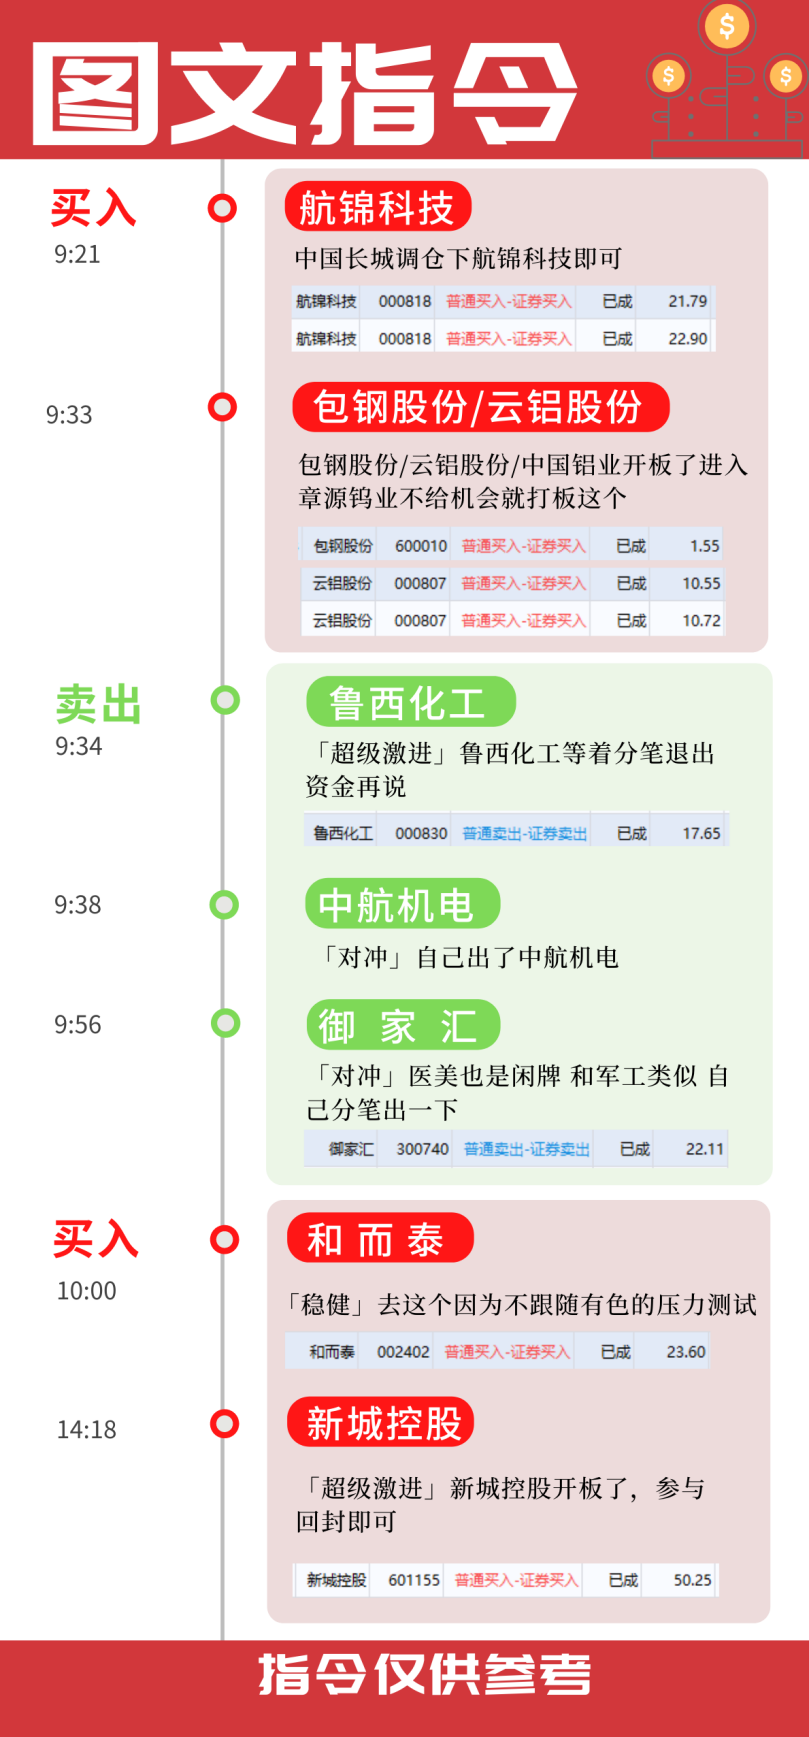 图文指令
买入
9:21
航锦科技
中国长城调仓下航锦科技即可
航锦科技 000818 普通买入-证券买入 已成 21.79
航锦科技 000818 普通买入-证券买入 已成 22.90
9:33
包钢股份/云铝股份
包钢股份/云铝股份/中国铝业开板了进入
章源钨业不给机会就打板这个
包钢股份 600010 普通买入-证券买入 已成 1.55
云铝股份 000807 普通买入-证券买入 已成 10.55
云铝股份 000807 普通买入-证券买入 已成 10.72
卖出
9:34
鲁西化工
「超级激进」鲁西化工等着分笔退出
资金再说
鲁西化工 000830 普通卖出-证券卖出 已成 17.65
9:38
中航机电
「对冲」自己出了中航机电
9:56
御 家 汇
「对冲」医美也是闲牌 和军工类似 自
己分笔出一下
御家汇 300740 普通卖出-证券卖出 已成 22.11
买入
10:00
和 而 泰
「稳健」去这个因为不跟随有色的压力测试
和而泰 002402 普通买入-证券买入 已成 23.60
14:18
新城控股
「超级激进」新城控股开板了，参与
回封即可
新城控股 601155 普通买入-证券买入 已成 50.25
指令仅供参考